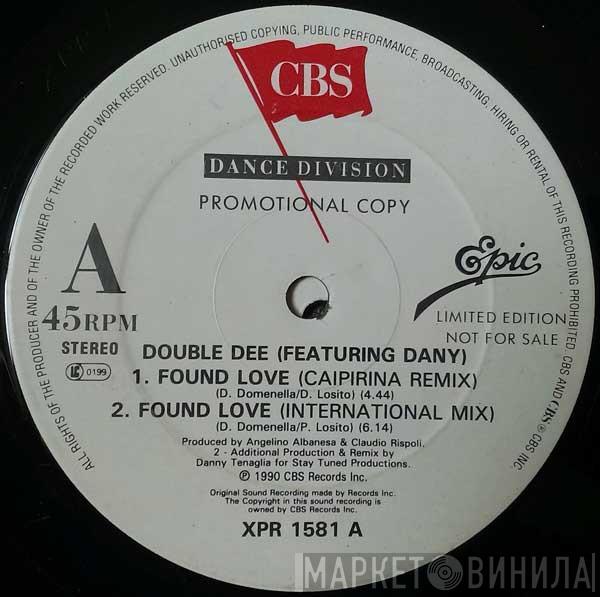 ALL RIGHTS OF THE PRODUCER AND OF THE OWNER OF THE RECORDED WORK RESERVED. UNAUTHORISED COPYING, PUBLIC PERFORMANCE, BROADCASTING, HIRING OR RENTAL OF THIS RECORDING PROHIBITED. CBS AND CBS ® CBS INC.
CBS
DANCE DIVISION
PROMOTIONAL COPY
A
45RPM
STEREO
LC 0199
Epic
LIMITED EDITION
NOT FOR SALE
DOUBLE DEE (FEATURING DANY)
1. FOUND LOVE (CAIPIRINA REMIX)
(D. Domenella/D. Losito) (4.44)
2. FOUND LOVE (INTERNATIONAL MIX)
(D. Domenella/P. Losito) (6.14)
Produced by Angelino Albanesa & Claudio Rispoli.
2 - Additional Production & Remix by
Danny Tenaglia for Stay Tuned Productions.
℗ 1990 CBS Records Inc.
Original Sound Recording made by Records Inc.
The Copyright in this sound recording is
owned by CBS Records Inc.
XPR 1581 A
МАРКЕТ ВИНИЛА